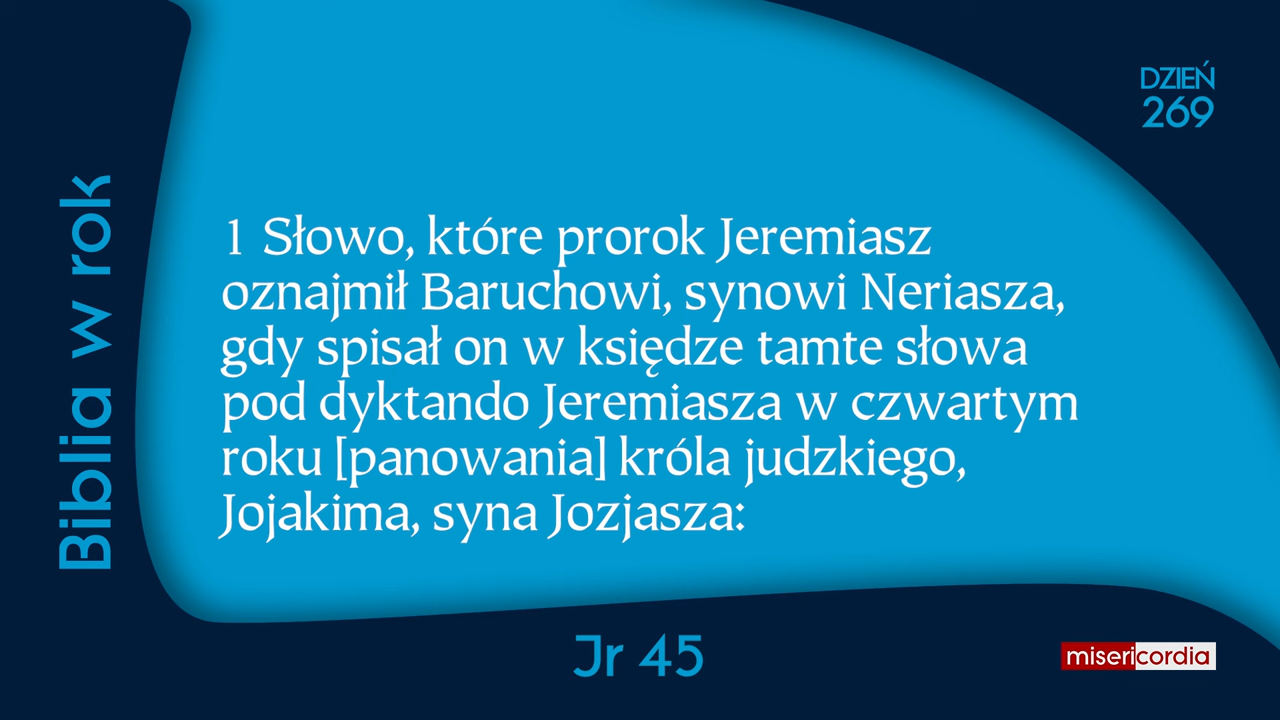 DZIEŃ
269
Biblia w rok
1 Słowo, które prorok Jeremiasz
oznajmił Baruchowi, synowi Neriasza,
gdy spisał on w księdze tamte słowa
pod dyktando Jeremiasza w czwartym
roku [panowania] króla judzkiego,
Jojakima, syna Jozjasza:
Jr 45
misericordia